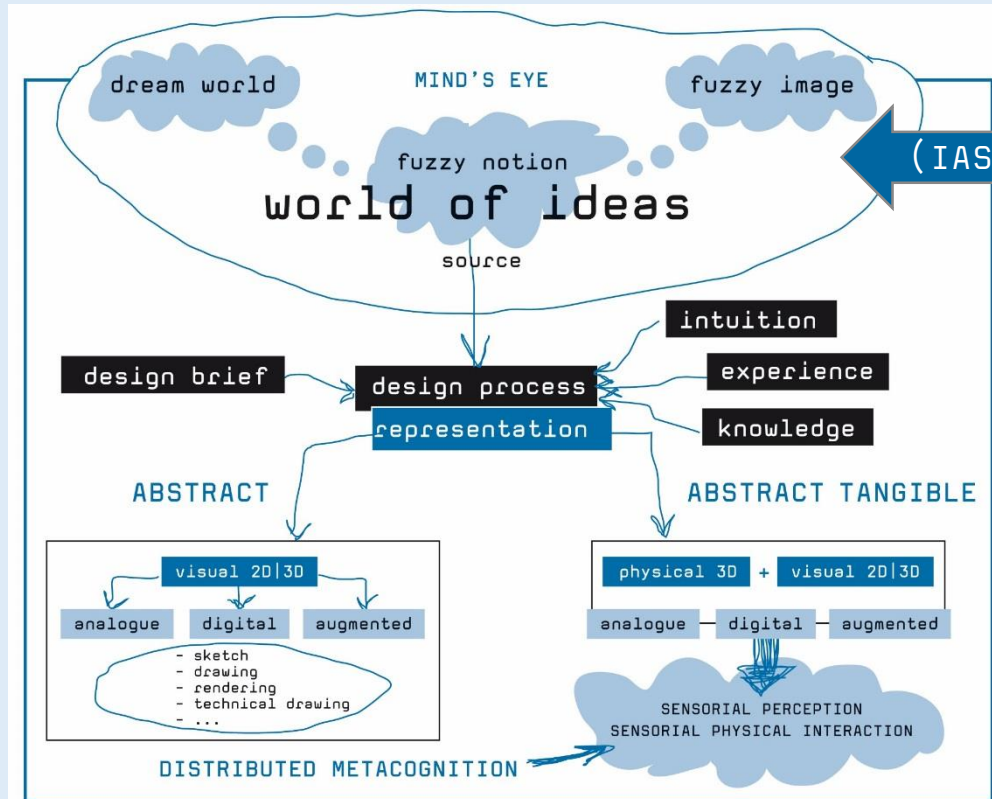 dream world
MIND'S EYE
fuzzy image
(IAS
fuzzy notion
world of ideas
source
intuition
design brief
design process
experience
representation
knowledge
ABSTRACT
ABSTRACT TANGIBLE
visual 2D|3D
physical 3D + visual 2D|3D
analogue digital augmented
analogue digital augmented
- sketch
- drawing
- rendering
- technical drawing
- ...
SENSORIAL PERCEPTION
SENSORIAL PHYSICAL INTERACTION
DISTRIBUTED METACOGNITION